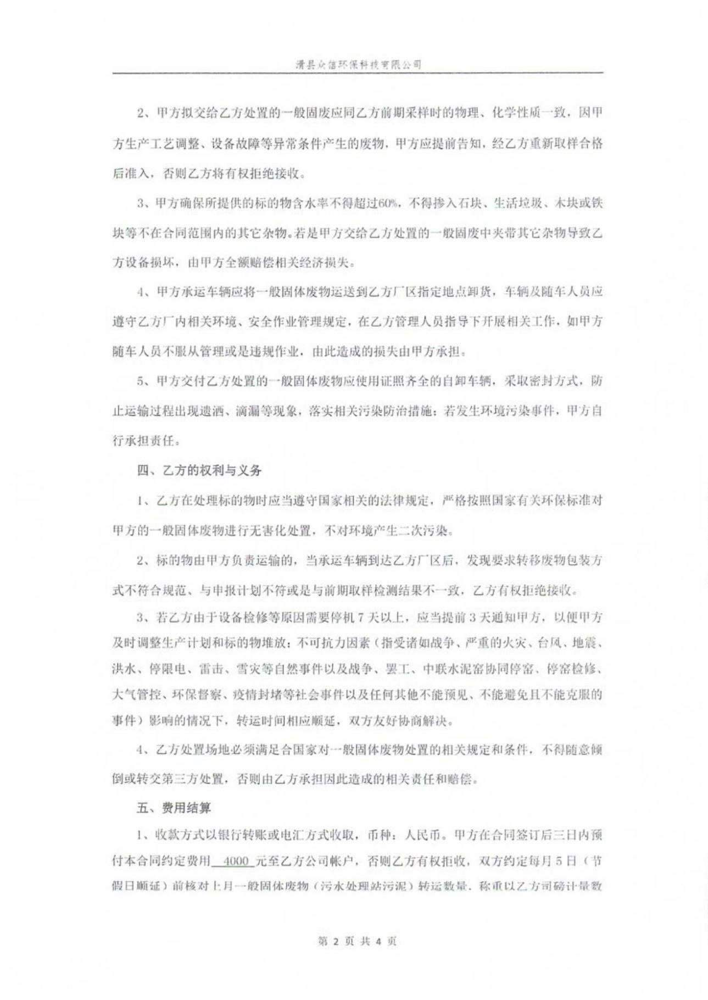 滑县众信环保科技有限公司
2、甲方拟交给乙方处置的一般固废应同乙方前期采样时的物理、化学性质一致，因甲
方生产工艺调整、设备故障等异常条件产生的废物，甲方应提前告知，经乙方重新取样合格
后准入，否则乙方将有权拒绝接收。
3、甲方确保所提供的标的物含水率不得超过60%，不得掺入石块、生活垃圾、木块或铁
块等不在合同范围内的其它杂物。若是甲方交给乙方处置的一般固废中夹带其它杂物导致乙
方设备损坏，由甲方全额赔偿相关经济损失。
4、甲方承运车辆应将一般固体废物运送到乙方厂区指定地点卸货，车辆及随车人员应
遵守乙方厂内相关环境、安全作业管理规定，在乙方管理人员指导下开展相关工作，如甲方
随车人员不服从管理或是违规作业，由此造成的损失由甲方承担。
5、甲方交付乙方处置的一般固体废物应使用证照齐全的自卸车辆，采取密封方式，防
止运输过程出现遗洒、滴漏等现象，落实相关污染防治措施；若发生环境污染事件，甲方自
行承担责任。
四、乙方的权利与义务
1、乙方在处理标的物时应当遵守国家相关的法律规定，严格按照国家有关环保标准对
甲方的一般固体废物进行无害化处置，不对环境产生二次污染。
2、标的物由甲方负责运输的，当承运车辆到达乙方厂区后，发现要求转移废物包装方
式不符合规范、与申报计划不符或是与前期取样检测结果不一致，乙方有权拒绝接收。
3、若乙方由于设备检修等原因需要停机 7 天以上，应当提前 3 天通知甲方，以便甲方
及时调整生产计划和标的物堆放；不可抗力因素（指受诸如战争、严重的火灾、台风、地震、
洪水、停限电、雷击、雪灾等自然事件以及战争、罢工、中联水泥窑协同停窑、停窑检修、
大气管控、环保督察、疫情封堵等社会事件以及任何其他不能预见、不能避免且不能克服的
事件）影响的情况下，转运时间相应顺延，双方友好协商解决。
4、乙方处置场地必须满足合国家对一般固体废物处置的相关规定和条件，不得随意倾
倒或转交第三方处置，否则由乙方承担因此造成的相关责任和赔偿。
五、费用结算
1、收款方式以银行转账或电汇方式收取，币种：人民币。甲方在合同签订后三日内预
付本合同约定费用 4000 元至乙方公司帐户，否则乙方有权拒收，双方约定每月 5 日（节
假日顺延）前核对上月一般固体废物（污水处理站污泥）转运数量，称重以乙方司磅计量数
第 2 页 共 4 页